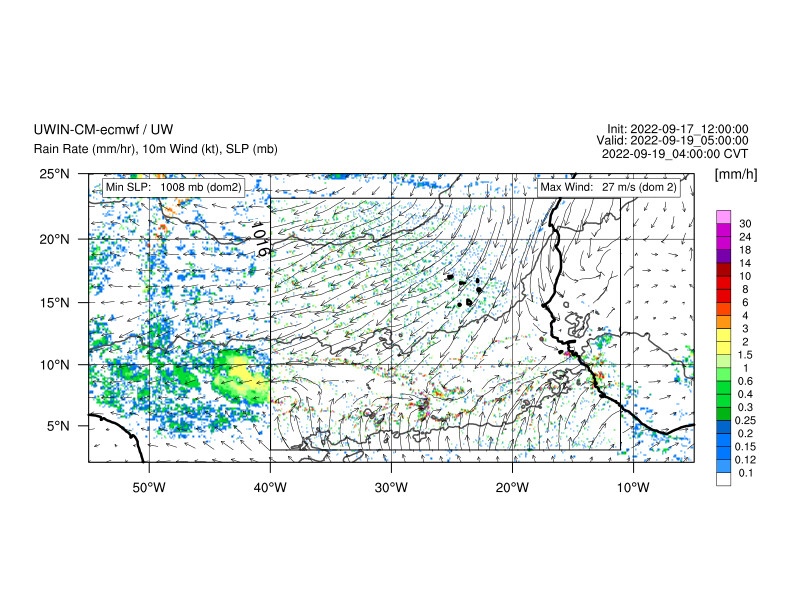 UWIN-CM-ecmwf / UW
Init: 2022-09-17_12:00:00
Valid: 2022-09-19_05:00:00
Rain Rate (mm/hr), 10m Wind (kt), SLP (mb)
2022-09-19_04:00:00 CVT
25°N
[mm/h]
Min SLP: 1008 mb (dom2)
Max Wind: 27 m/s (dom 2)
1016
20°N
15°N
10°N
5°N
30
24
18
14
10
8
6
4
3
2
1.5
1
0.6
0.4
0.3
0.25
0.2
0.15
0.12
0.1
50°W
40°W
30°W
20°W
10°W